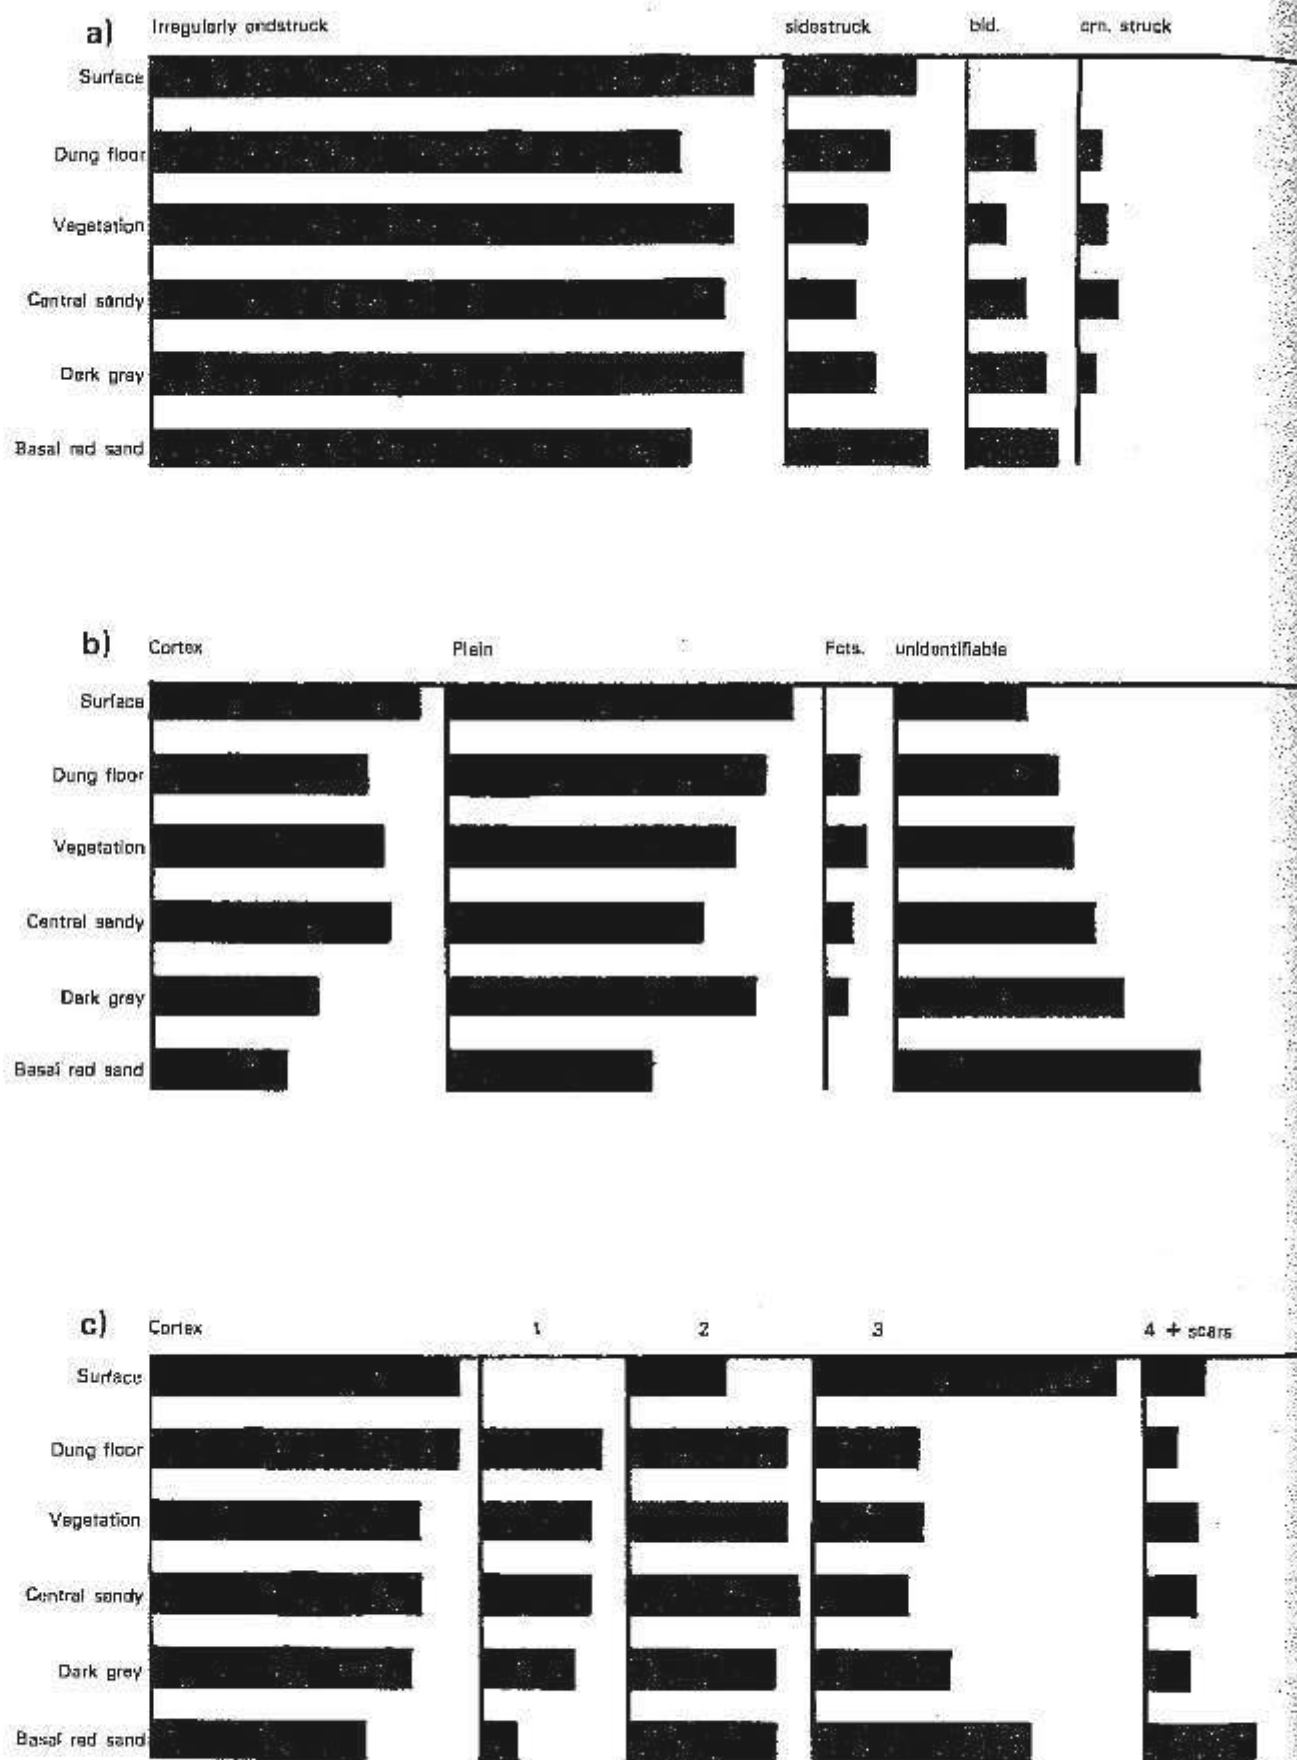 a) Irregularly endstruck sidestruck bld. crn. struck
Surface
Dung floor
Vegetation
Central sandy
Dark grey
Basal red sand
b) Cortex Plain Fcts. unidentifiable
Surface
Dung floor
Vegetation
Central sandy
Dark grey
Basal red sand
c) Cortex 1 2 3 4 + scars
Surface
Dung floor
Vegetation
Central sandy
Dark grey
Basal red sand